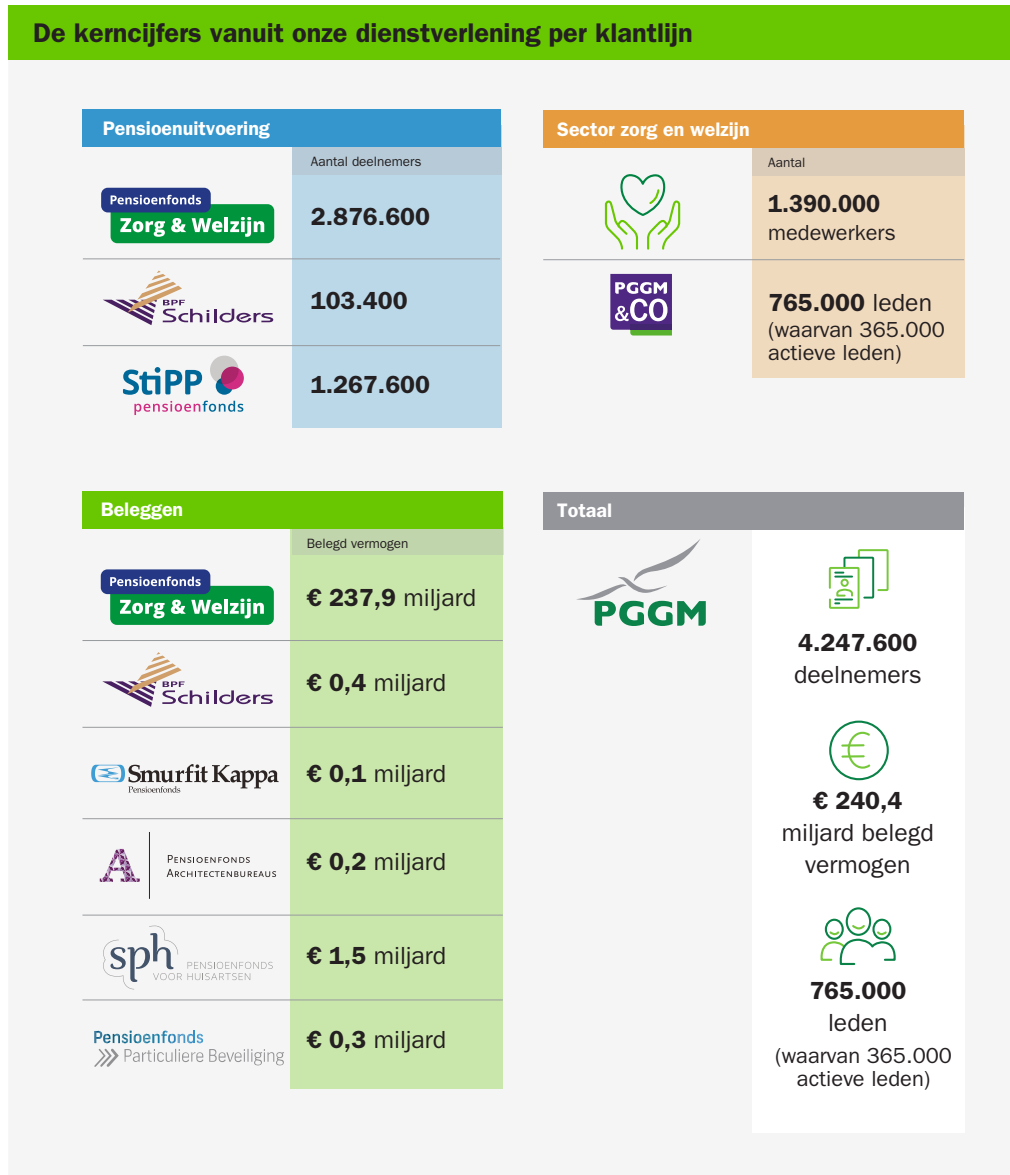 De kerncijfers vanuit onze dienstverlening per klantlijn
Pensioenuitvoering
Aantal deelnemers
Pensioenfonds
Zorg & Welzijn
2.876.600
BPF
Schilders
103.400
StiPP
pensioenfonds
1.267.600
Sector zorg en welzijn
Aantal
1.390.000
medewerkers
PGGM
&CO
765.000 leden
(waarvan 365.000
actieve leden)
Beleggen
Belegd vermogen
Pensioenfonds
Zorg & Welzijn
€ 237,9 miljard
BPF
Schilders
€ 0,4 miljard
Smurfit Kappa
Pensioenfonds
€ 0,1 miljard
A
PENSIOENFONDS
ARCHITECTENBUREAUS
€ 0,2 miljard
sph
PENSIOENFONDS
VOOR HUISARTSEN
€ 1,5 miljard
Pensioenfonds
Particuliere Beveiliging
€ 0,3 miljard
Totaal
PGGM
4.247.600
deelnemers
€
€ 240,4
miljard belegd
vermogen
765.000
leden
(waarvan 365.000
actieve leden)